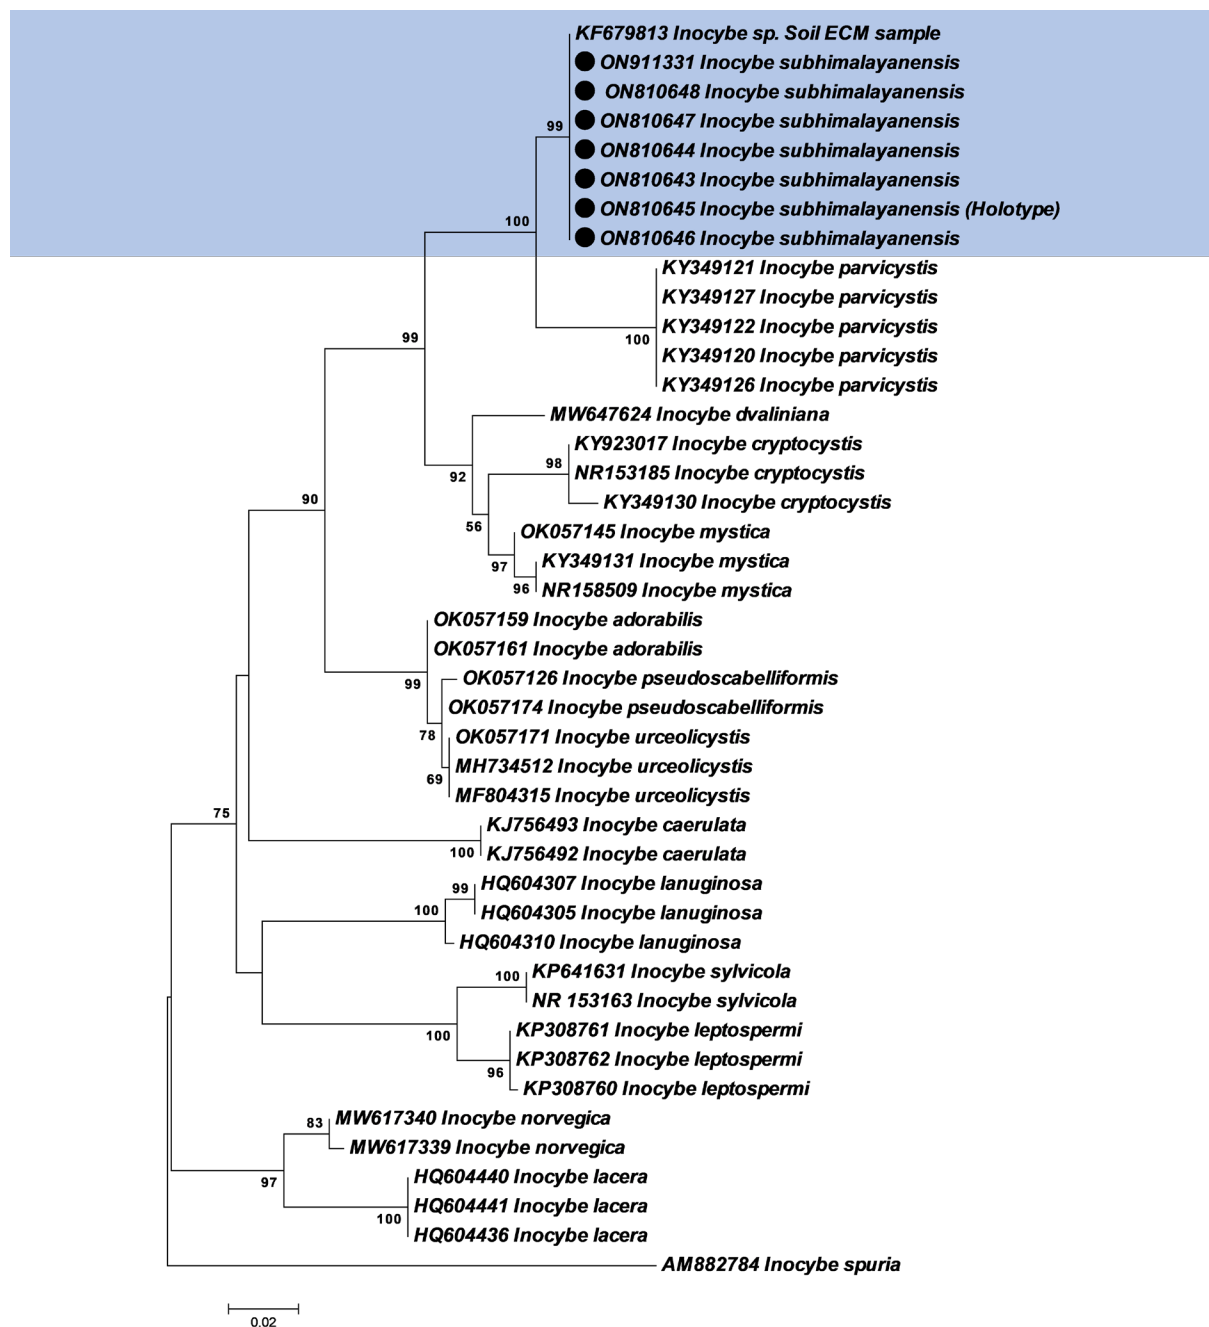 KF679813 Inocybe sp. Soil ECM sample
ON911331 Inocybe subhimalayanensis
ON810648 Inocybe subhimalayanensis
99
ON810647 Inocybe subhimalayanensis
ON810644 Inocybe subhimalayanensis
ON810643 Inocybe subhimalayanensis
ON810645 Inocybe subhimalayanensis (Holotype)
100
ON810646 Inocybe subhimalayanensis
KY349121 Inocybe parvicystis
KY349127 Inocybe parvicystis
KY349122 Inocybe parvicystis
99
100
KY349120 Inocybe parvicystis
KY349126 Inocybe parvicystis
MW647624 Inocybe dvaliniana
KY923017 Inocybe cryptocystis
98
NR153185 Inocybe cryptocystis
92
90
KY349130 Inocybe cryptocystis
56
OK057145 Inocybe mystica
KY349131 Inocybe mystica
97
96
NR158509 Inocybe mystica
OK057159 Inocybe adorabilis
OK057161 Inocybe adorabilis
99
OK057126 Inocybe pseudoscabelliformis
OK057174 Inocybe pseudoscabelliformis
78
OK057171 Inocybe urceolicystis
MH734512 Inocybe urceolicystis
69
MF804315 Inocybe urceolicystis
75
KJ756493 Inocybe caerulata
100
KJ756492 Inocybe caerulata
HQ604307 Inocybe lanuginosa
99
100
HQ604305 Inocybe lanuginosa
HQ604310 Inocybe lanuginosa
KP641631 Inocybe sylvicola
100
NR 153163 Inocybe sylvicola
KP308761 Inocybe leptospermi
100
KP308762 Inocybe leptospermi
96
KP308760 Inocybe leptospermi
MW617340 Inocybe norvegica
83
MW617339 Inocybe norvegica
HQ604440 Inocybe lacera
97
HQ604441 Inocybe lacera
100
HQ604436 Inocybe lacera
AM882784 Inocybe spuria
0.02